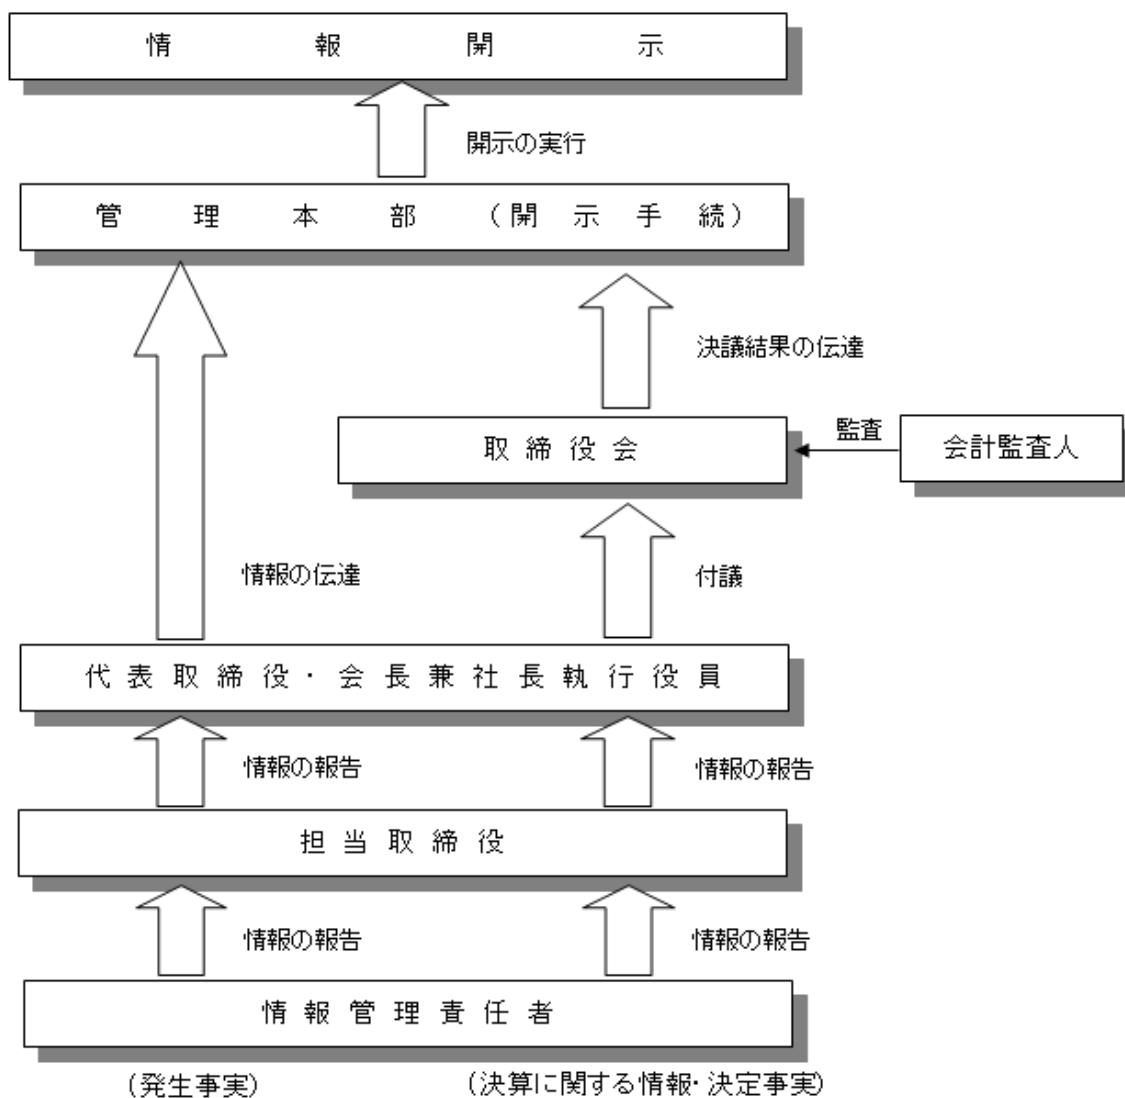 情報開示
開示の実行
管理本部(開示手続)
決議結果の伝達
取締役会
監査
会計監査人
情報の伝達
付議
代表取締役・会長兼社長執行役員
情報の報告
情報の報告
担当取締役
情報の報告
情報の報告
情報管理責任者
(発生事実)
(決算に関する情報・決定事実)